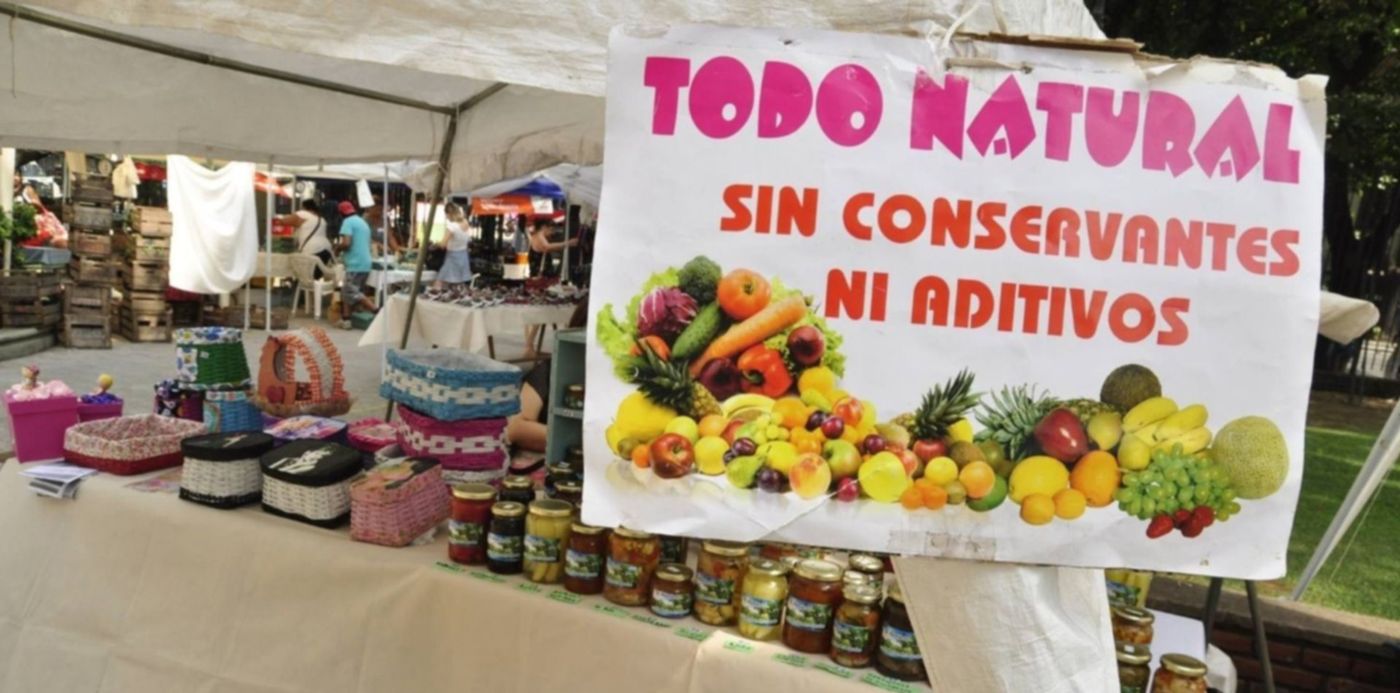 TODO NATURAL
SIN CONSERVANTES
NI ADITIVOS